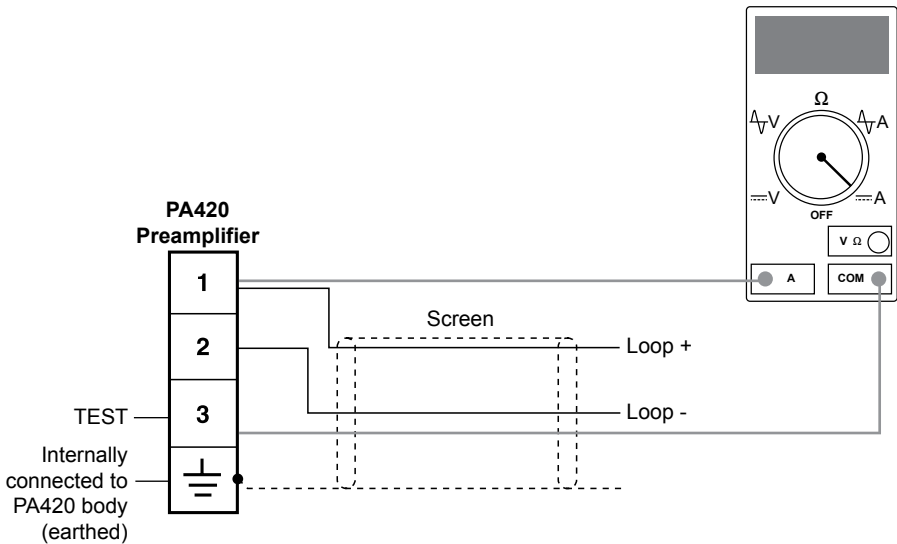 Ω
V
A
V
A
OFF
V Ω
A
COM
PA420
Preamplifier
1
2
3
Screen
Loop +
Loop -
TEST
Internally
connected to
PA420 body
(earthed)